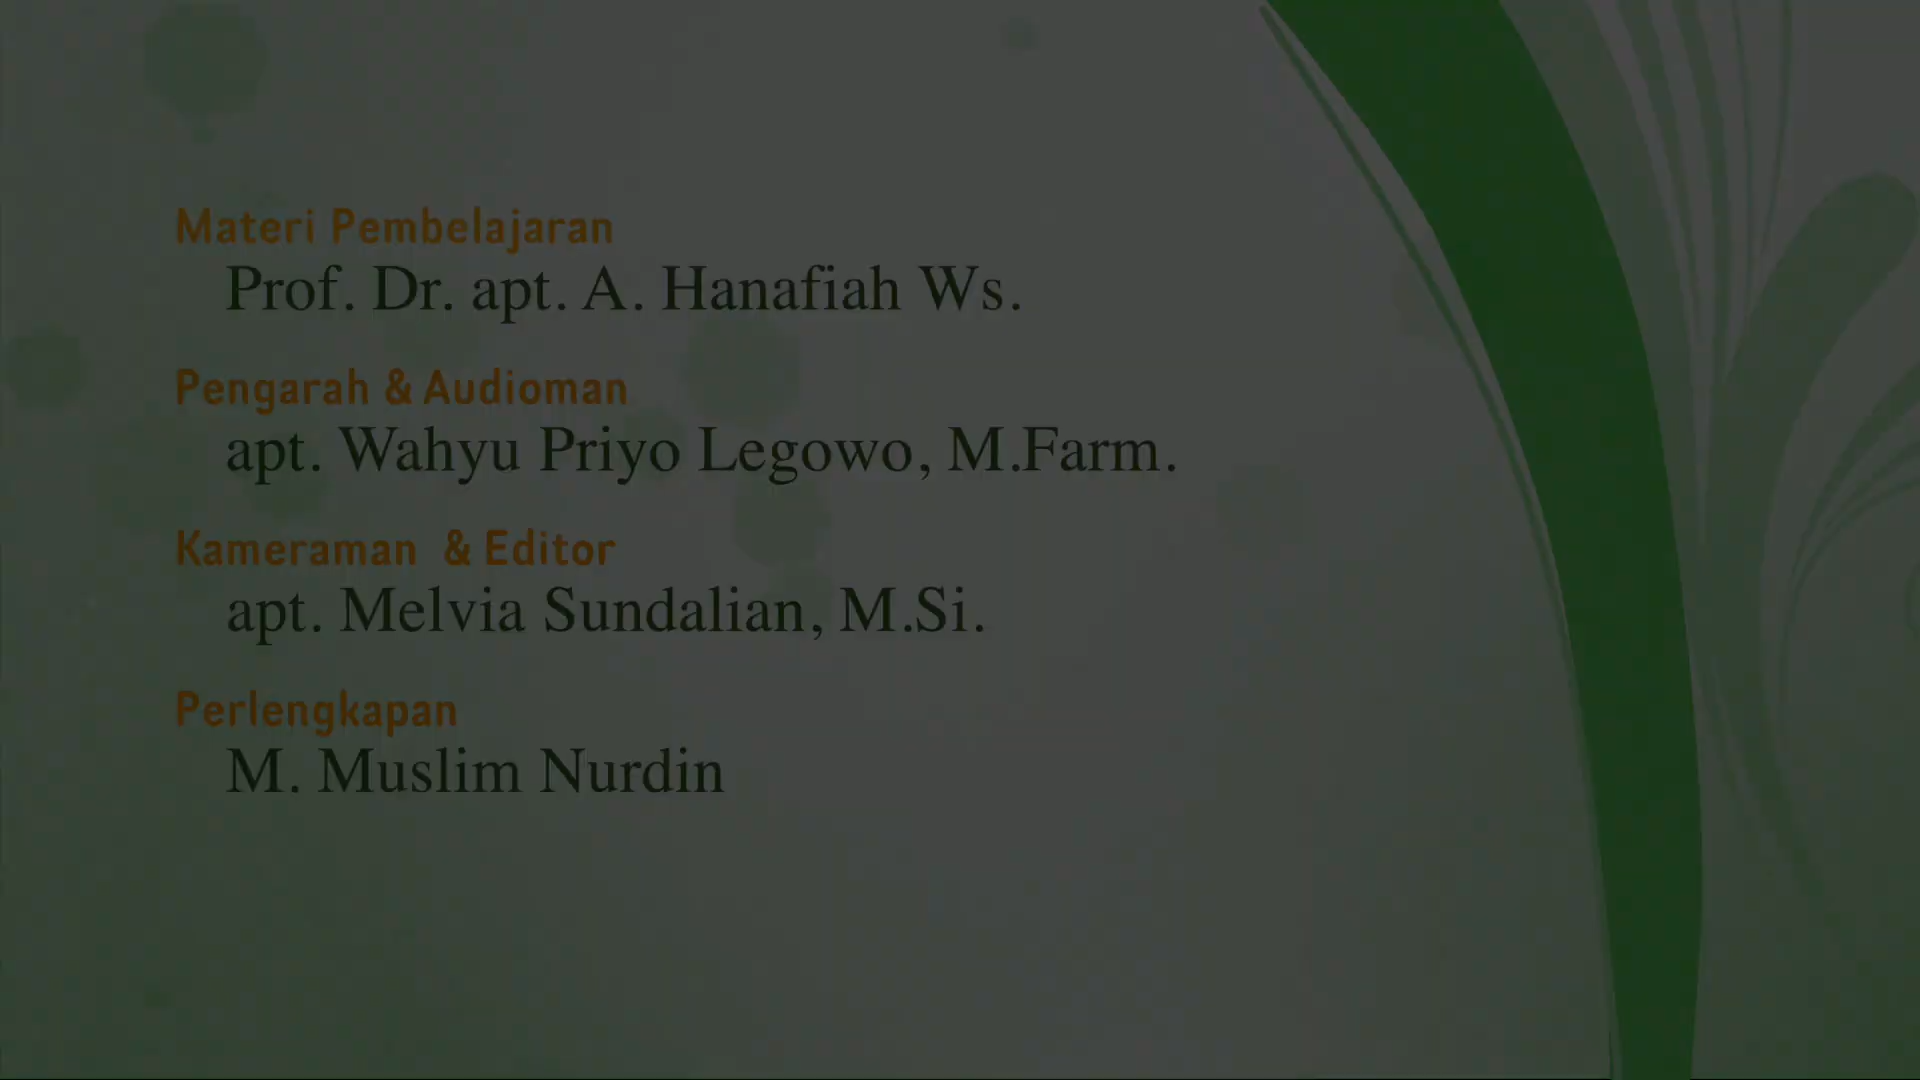 Materi Pembelajaran
Prof. Dr. apt. A. Hanafiah Ws.
Pengarah & Audioman
apt. Wahyu Priyo Legowo, M.Farm.
Kameraman & Editor
apt. Melvia Sundalian, M.Si.
Perlengkapan
M. Muslim Nurdin